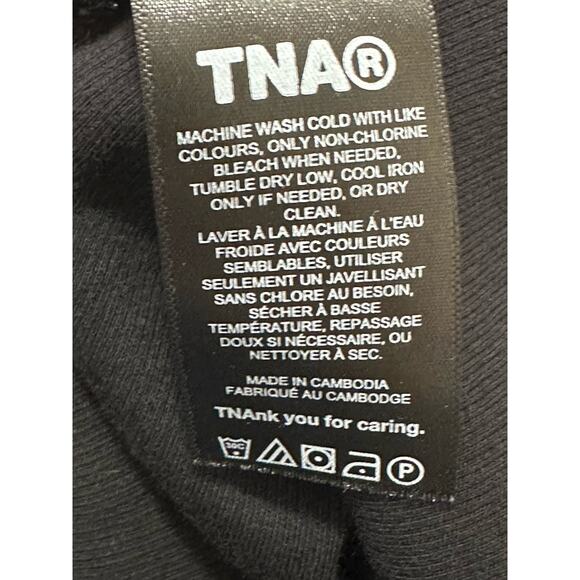 TNA®
MACHINE WASH COLD WITH LIKE
COLOURS, ONLY NON-CHLORINE
BLEACH WHEN NEEDED,
TUMBLE DRY LOW, COOL IRON
ONLY IF NEEDED, OR DRY
CLEAN.
LAVER À LA MACHINE À L'EAU
FROIDE AVEC COULEURS
SEMBLABLES, UTILISER
SEULEMENT UN JAVELLISANT
SANS CHLORE AU BESOIN,
SÉCHER À BASSE
TEMPÉRATURE, REPASSAGE
DOUX SI NÉCESSAIRE, OU
NETTOYER À SEC.
MADE IN CAMBODIA
FABRIQUÉ AU CAMBODGE
TNAnk you for caring.
30C P